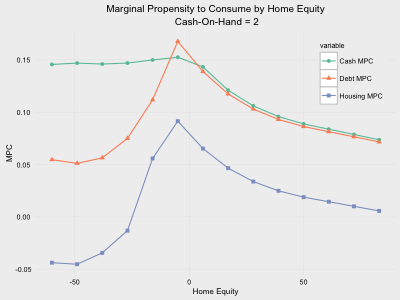 Marginal Propensity to Consume by Home Equity
Cash-On-Hand = 2
variable
Cash MPC
Debt MPC
Housing MPC
MPC
0.15
0.10
0.05
0.00
-0.05
-50
0
50
Home Equity